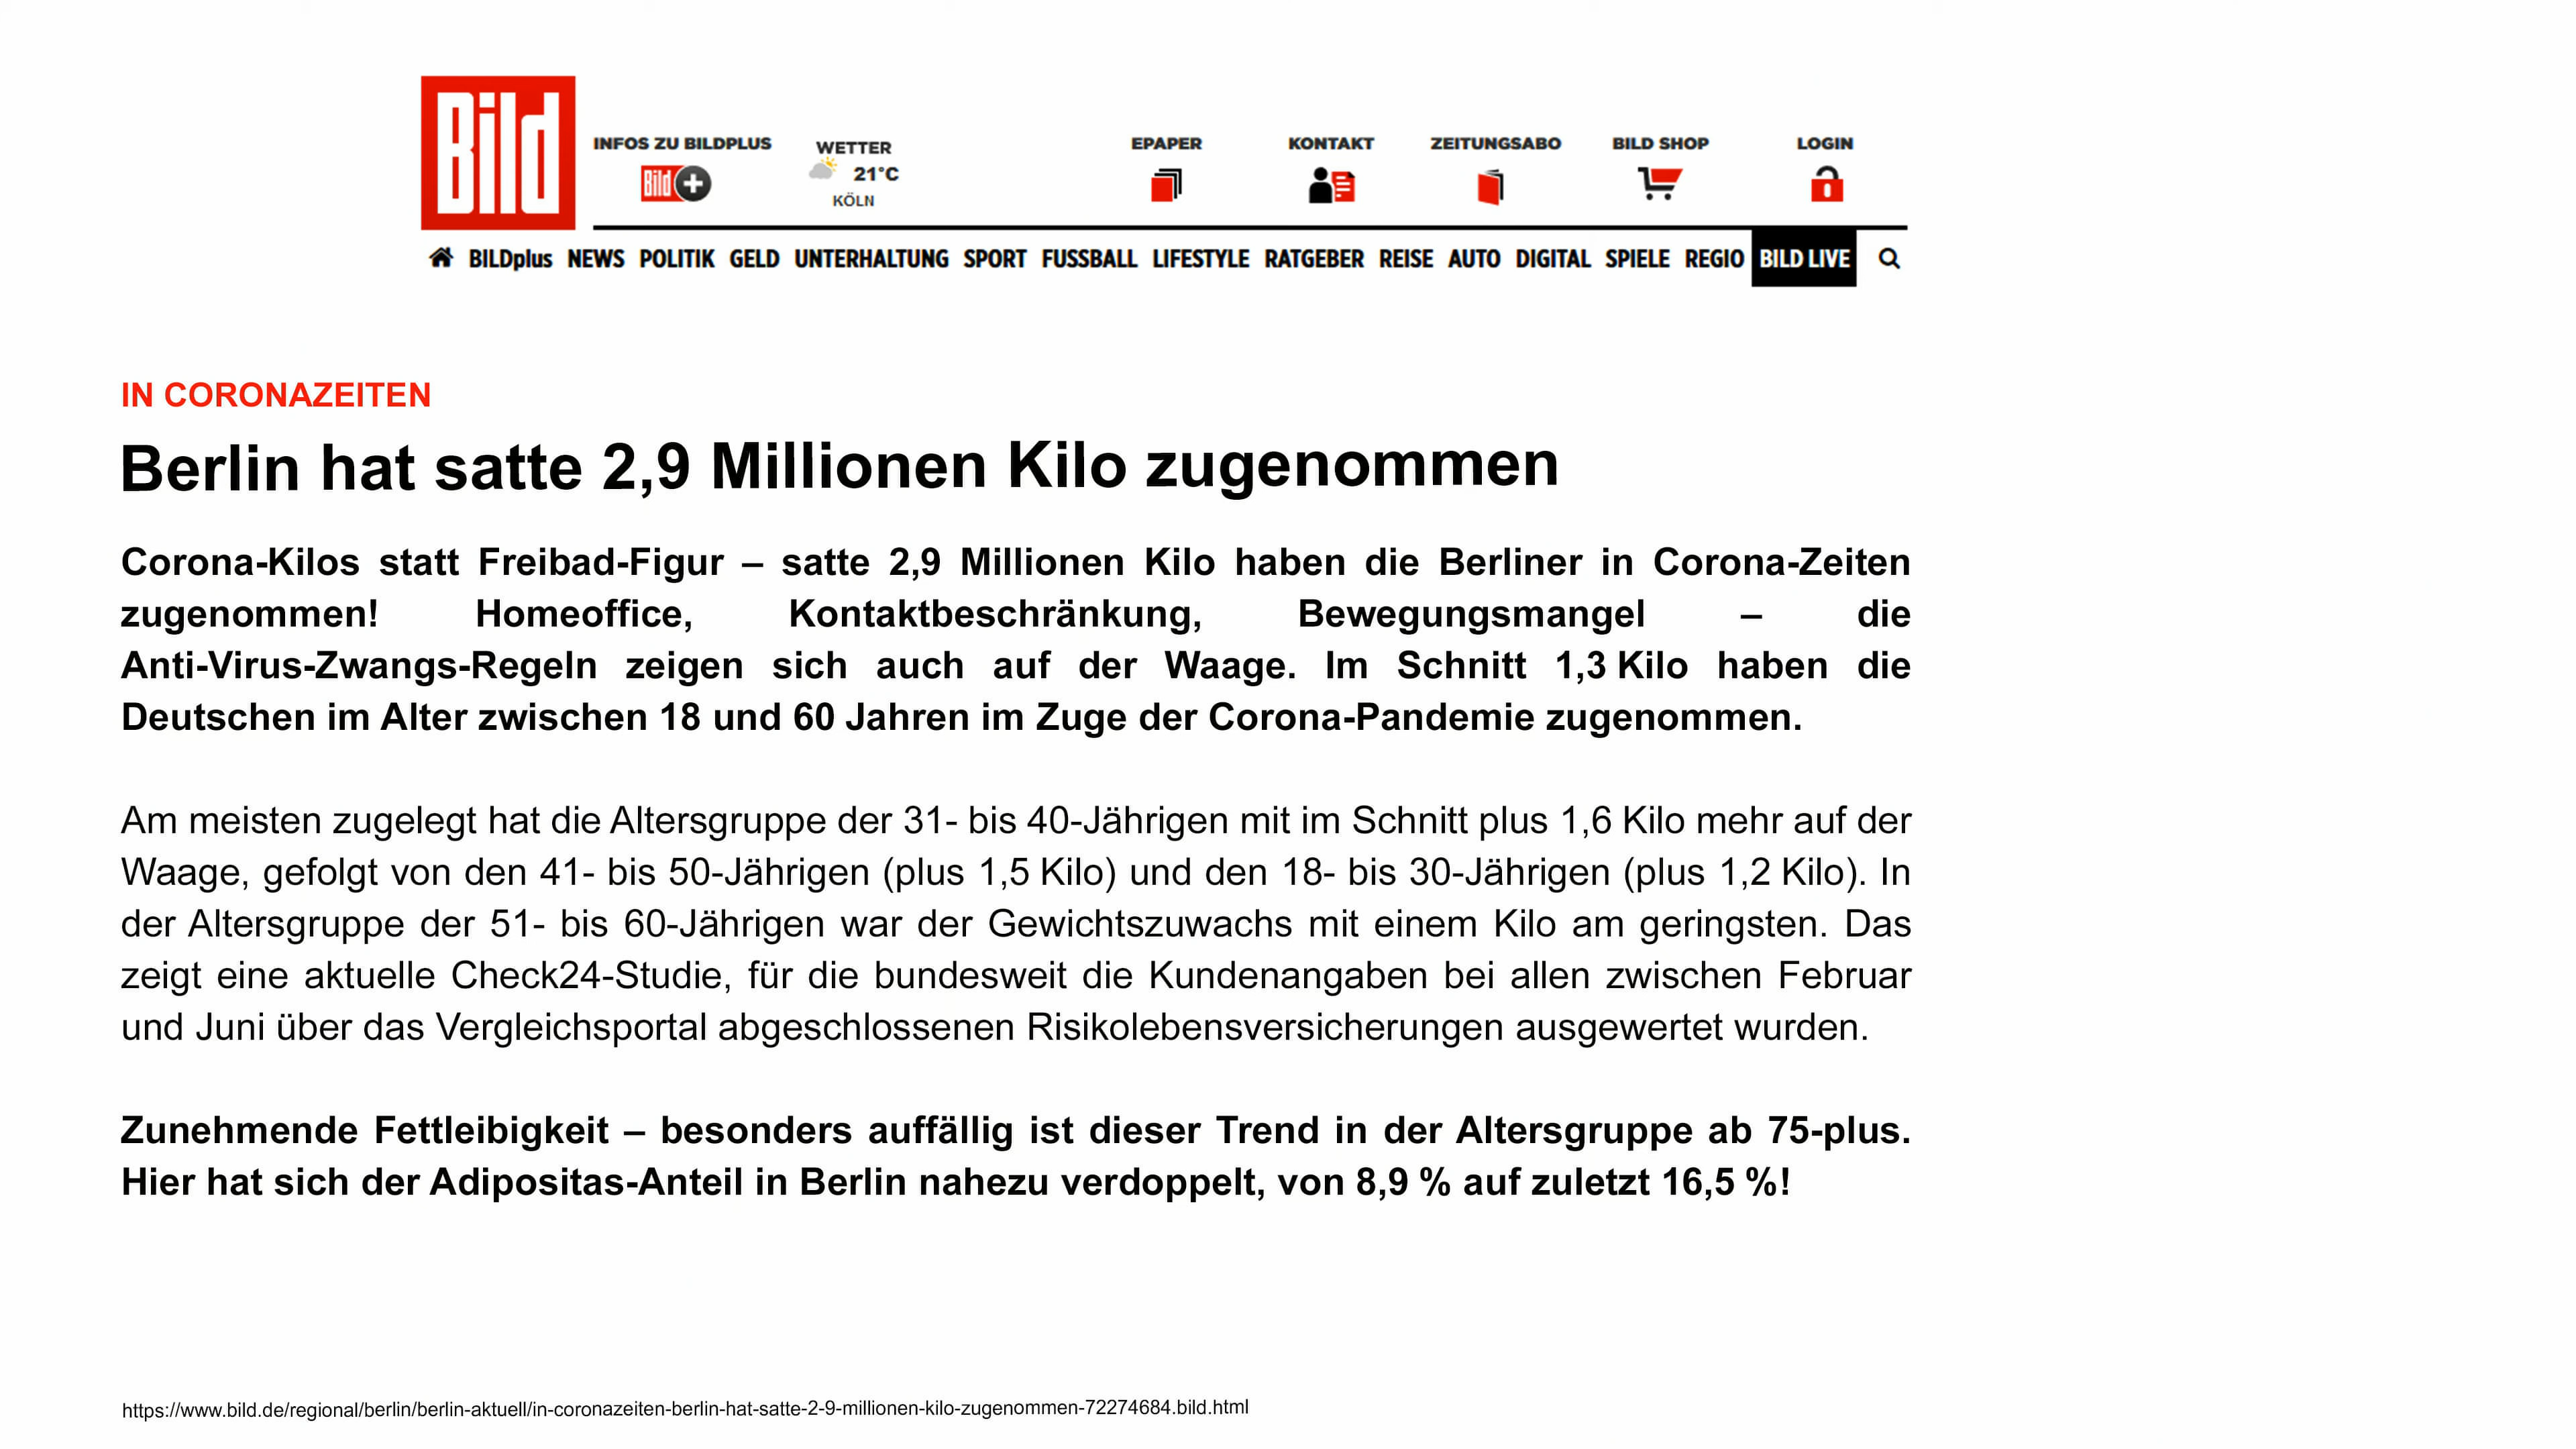 Bild
INFOS ZU BILDPLUS
Bild +
WETTER
21°C
KÖLN
EPAPER
KONTAKT
ZEITUNGSABO
BILD SHOP
LOGIN
BILDplus NEWS POLITIK GELD UNTERHALTUNG SPORT FUSSBALL LIFESTYLE RATGEBER REISE AUTO DIGITAL SPIELE REGIO BILD LIVE
IN CORONAZEITEN
Berlin hat satte 2,9 Millionen Kilo zugenommen
Corona-Kilos statt Freibad-Figur – satte 2,9 Millionen Kilo haben die Berliner in Corona-Zeiten
zugenommen! Homeoffice, Kontaktbeschränkung, Bewegungsmangel – die
Anti-Virus-Zwangs-Regeln zeigen sich auch auf der Waage. Im Schnitt 1,3 Kilo haben die
Deutschen im Alter zwischen 18 und 60 Jahren im Zuge der Corona-Pandemie zugenommen.
Am meisten zugelegt hat die Altersgruppe der 31- bis 40-Jährigen mit im Schnitt plus 1,6 Kilo mehr auf der
Waage, gefolgt von den 41- bis 50-Jährigen (plus 1,5 Kilo) und den 18- bis 30-Jährigen (plus 1,2 Kilo). In
der Altersgruppe der 51- bis 60-Jährigen war der Gewichtszuwachs mit einem Kilo am geringsten. Das
zeigt eine aktuelle Check24-Studie, für die bundesweit die Kundenangaben bei allen zwischen Februar
und Juni über das Vergleichsportal abgeschlossenen Risikolebensversicherungen ausgewertet wurden.
Zunehmende Fettleibigkeit – besonders auffällig ist dieser Trend in der Altersgruppe ab 75-plus.
Hier hat sich der Adipositas-Anteil in Berlin nahezu verdoppelt, von 8,9 % auf zuletzt 16,5 %!
https://www.bild.de/regional/berlin/berlin-aktuell/in-coronazeiten-berlin-hat-satte-2-9-millionen-kilo-zugenommen-72274684.bild.html